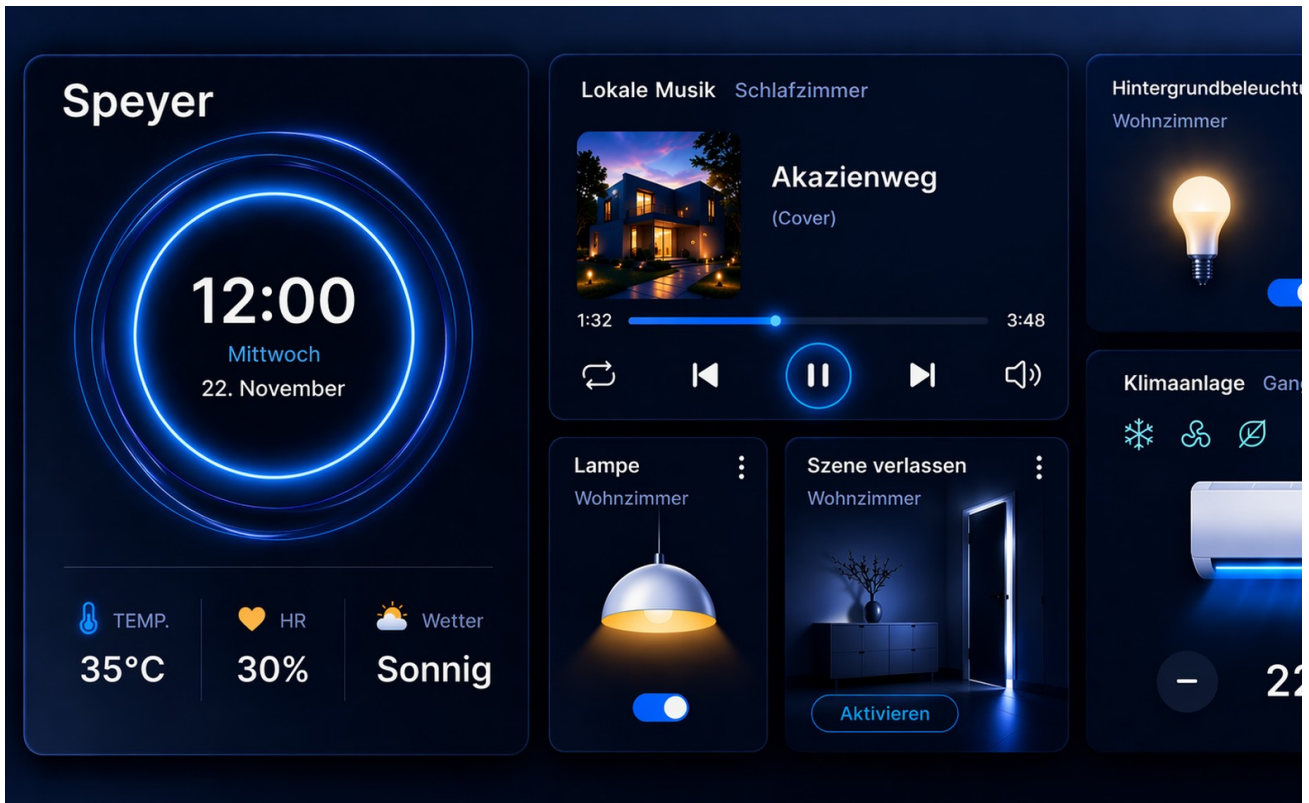 Speyer
12:00
Mittwoch
22. November
TEMP.
35°C
HR
30%
Wetter
Sonnig
Lokale Musik Schlafzimmer
Akazienweg
(Cover)
1:32
3:48
Lampe
Wohnzimmer
Szene verlassen
Wohnzimmer
Aktivieren
Wohnzimmer
Klimaanlage